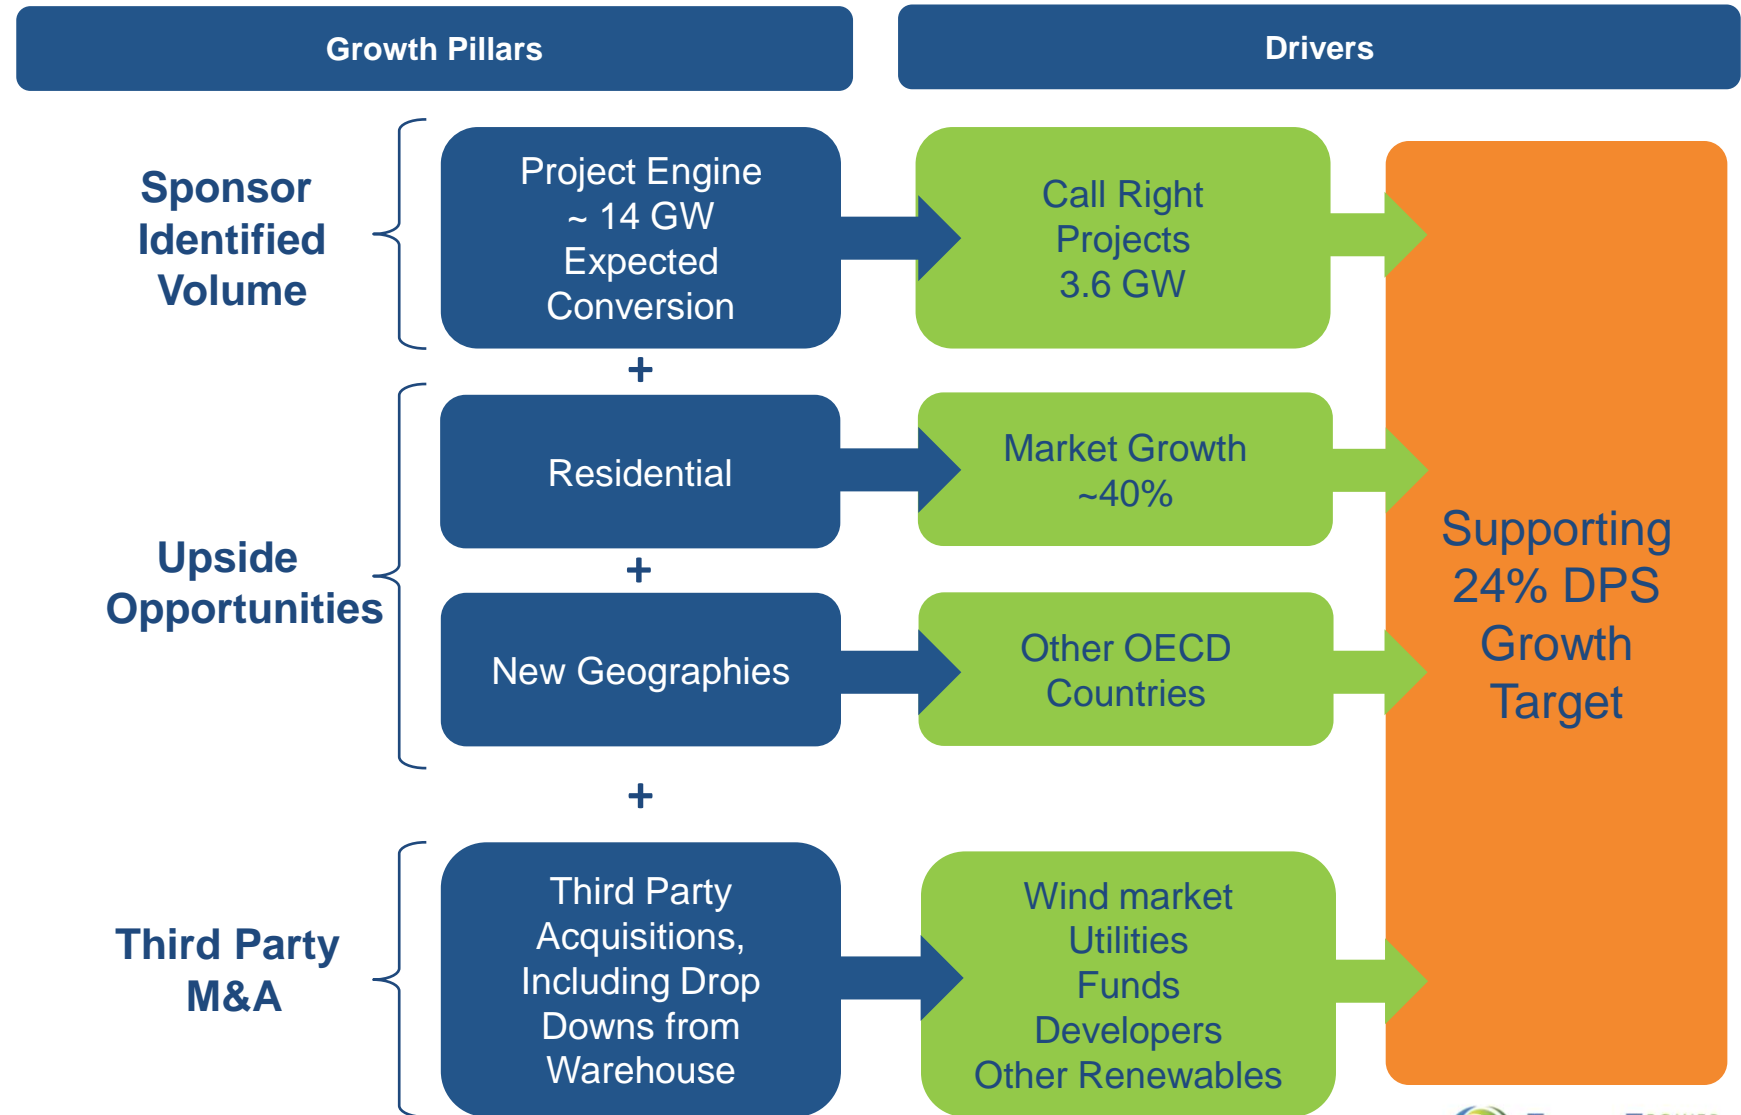 Growth Pillars
Drivers
Sponsor
Identified
Volume
Project Engine
~ 14 GW
Expected
Conversion
Call Right
Projects
3.6 GW
+
Upside
Opportunities
Residential
Market Growth
~40%
+
New Geographies
Other OECD
Countries
+
Third Party
M&A
Third Party
Acquisitions,
Including Drop
Downs from
Warehouse
Wind market
Utilities
Funds
Developers
Other Renewables
Supporting
24% DPS
Growth
Target